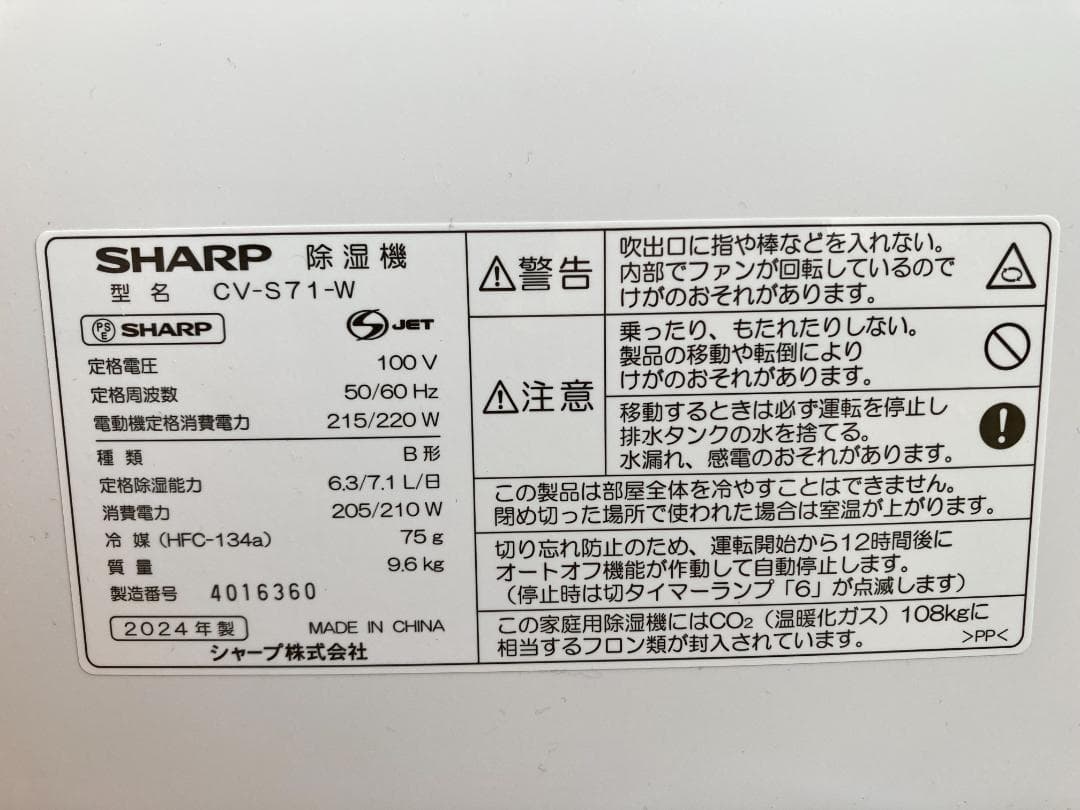 SHARP 除湿機
型名 CV-S71-W
PSE SHARP
S JET
定格電圧 100 V
定格周波数 50/60 Hz
電動機定格消費電力 215/220 W
種類 B形
定格除湿能力 6.3/7.1 L/日
消費電力 205/210 W
冷媒(HFC-134a) 75 g
質量 9.6 kg
製造番号 4016360
2024年製 MADE IN CHINA
シャープ株式会社
警告
吹出口に指や棒などを入れない。
内部でファンが回転しているので
けがのおそれがあります。
注意
乗ったり、もたれたりしない。
製品の移動や転倒により
けがのおそれがあります。
移動するときは必ず運転を停止し
排水タンクの水を捨てる。
水漏れ、感電のおそれがあります。
この製品は部屋全体を冷やすことはできません。
閉め切った場所で使われた場合は室温が上がります。
切り忘れ防止のため、運転開始から12時間後に
オートオフ機能が作動して自動停止します。
(停止時は切タイマーランプ「6」が点滅します)
この家庭用除湿機にはCO₂(温暖化ガス)108kgに
相当するフロン類が封入されています。
>PP<